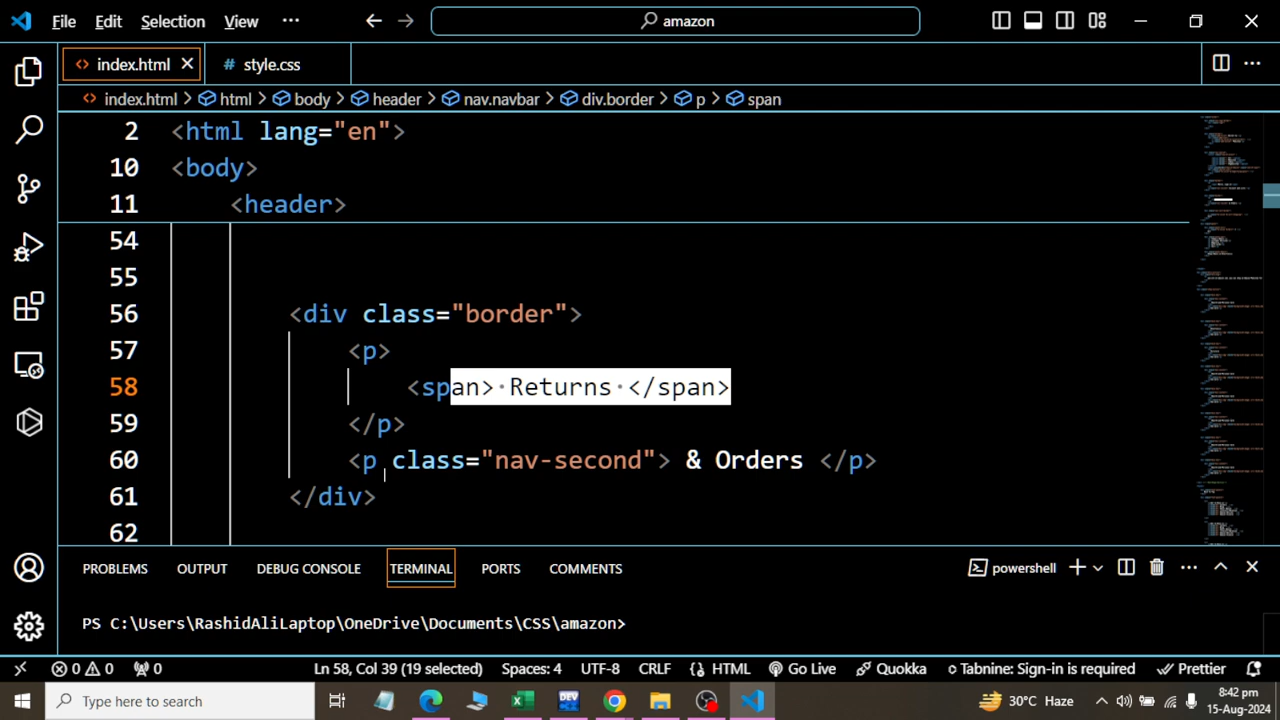 File Edit Selection View ··· amazon
index.html style.css
index.html > html > body > header > nav.navbar > div.border > p > span
2 <html lang="en">
10 <body>
11 <header>
54
55
56 <div class="border">
57 <p>
58 <span> Returns </span>
59 </p>
60 <p class="nav-second"> & Orders </p>
61 </div>
62
PROBLEMS OUTPUT DEBUG CONSOLE TERMINAL PORTS COMMENTS powershell
PS C:\Users\RashidAliLaptop\OneDrive\Documents\CSS\amazon>
0 0 0 Ln 58, Col 39 (19 selected) Spaces: 4 UTF-8 CRLF HTML Go Live Quokka Tabnine: Sign-in is required Prettier
Type here to search DEV 30°C Haze 8:42 pm
15-Aug-2024